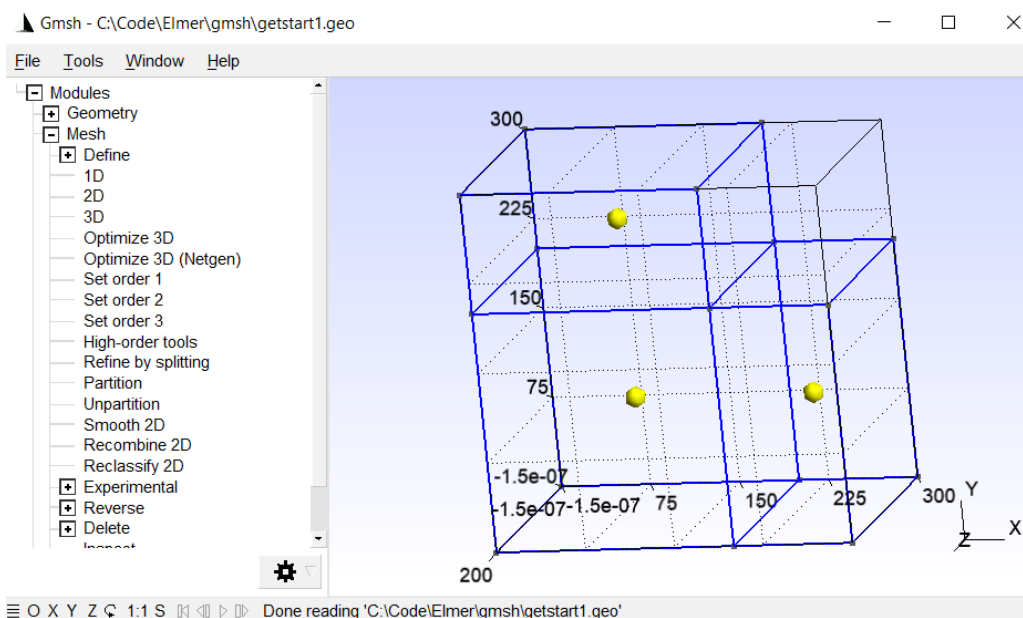 Gmsh - C:\Code\Elmer\gmsh\getstart1.geo
File Tools Window Help
Modules
Geometry
Mesh
Define
1D
2D
3D
Optimize 3D
Optimize 3D (Netgen)
Set order 1
Set order 2
Set order 3
High-order tools
Refine by splitting
Partition
Unpartition
Smooth 2D
Recombine 2D
Reclassify 2D
Experimental
Reverse
Delete
Inspect
300
225
150
75
-1.5e-07
-1.5e-07 -1.5e-07 75 150 225 300
200
Y
X
Z
O X Y Z 1:1 S Done reading 'C:\Code\Elmer\gmsh\getstart1.geo'